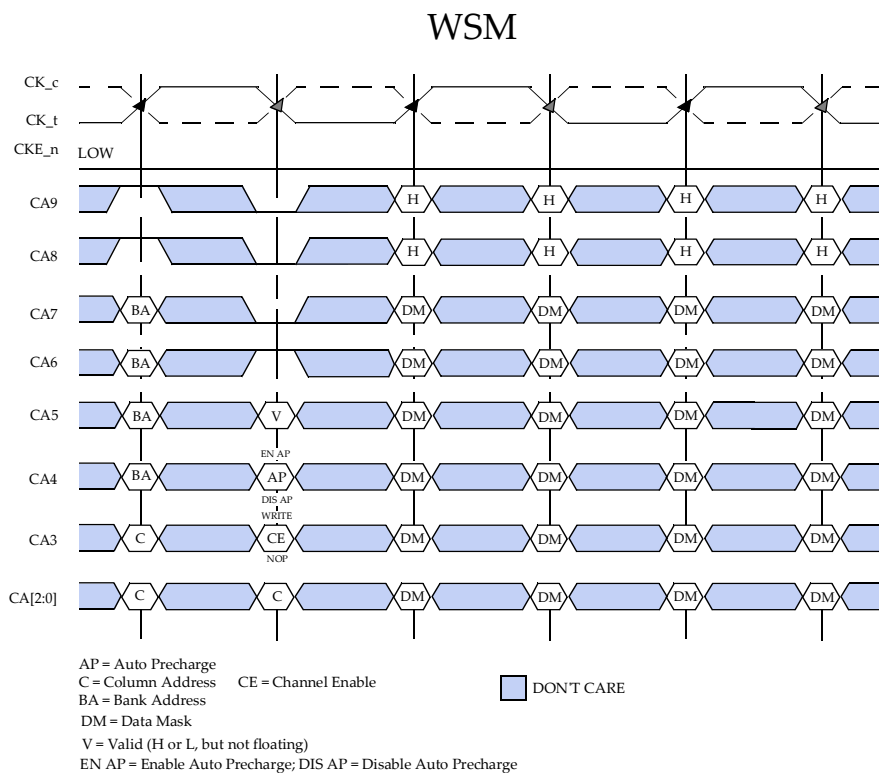 WSM
CK_c
CK_t
CKE_n LOW
CA9 H H H H
CA8 H H H H
CA7 BA DM DM DM DM
CA6 BA DM DM DM DM
CA5 BA V DM DM DM DM
EN AP
CA4 BA AP DM DM DM DM
DIS AP
WRITE
CA3 C CE DM DM DM DM
NOP
CA[2:0] C C DM DM DM DM
AP = Auto Precharge
C = Column Address CE = Channel Enable
BA = Bank Address
DM = Data Mask
V = Valid (H or L, but not floating)
EN AP = Enable Auto Precharge; DIS AP = Disable Auto Precharge
DON'T CARE